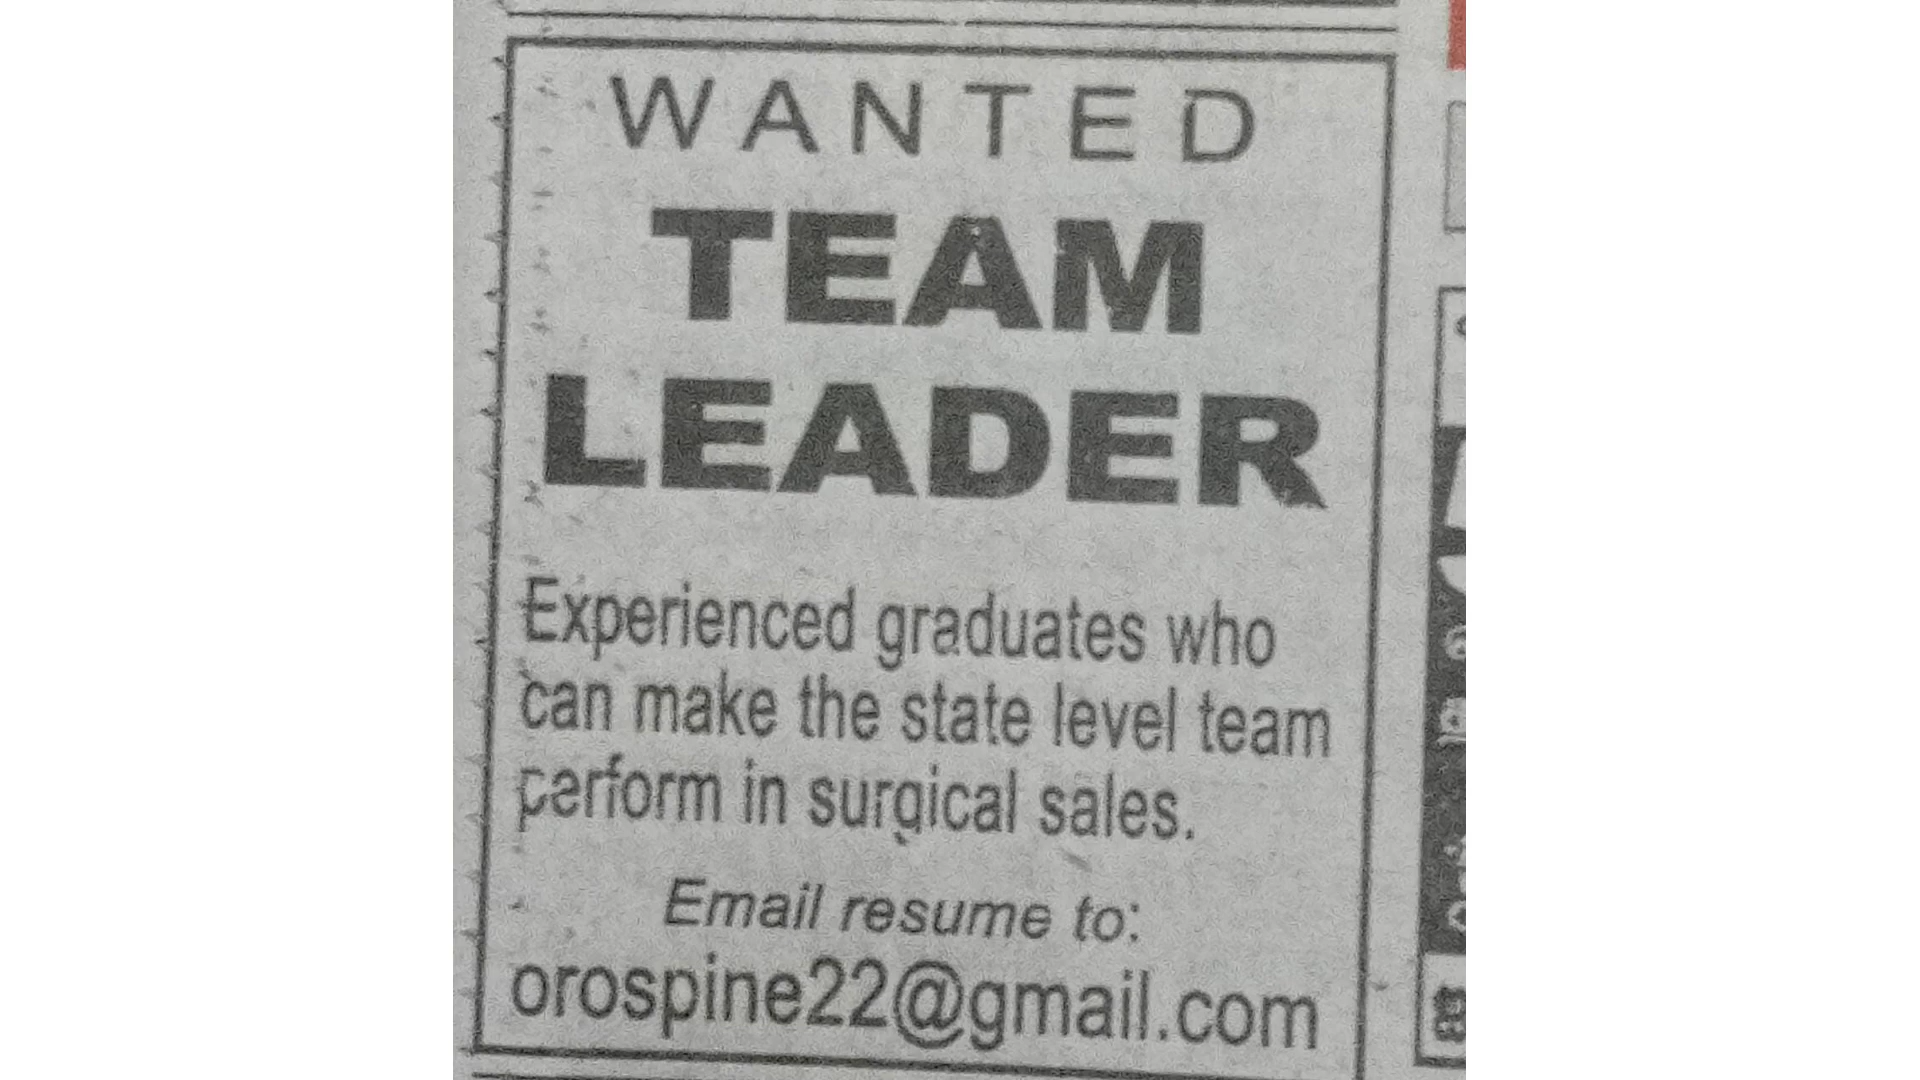 WANTED
TEAM
LEADER
Experienced graduates who
can make the state level team
perform in surgical sales.
Email resume to:
orospine22@gmail.com